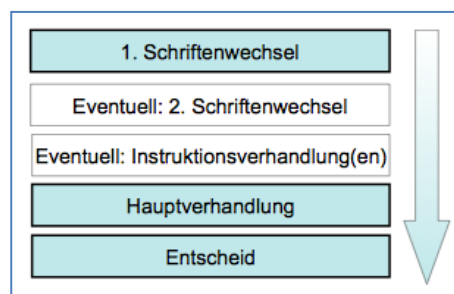 1. Schriftenwechsel
Eventuell: 2. Schriftenwechsel
Eventuell: Instruktionsverhandlung(en)
Hauptverhandlung
Entscheid